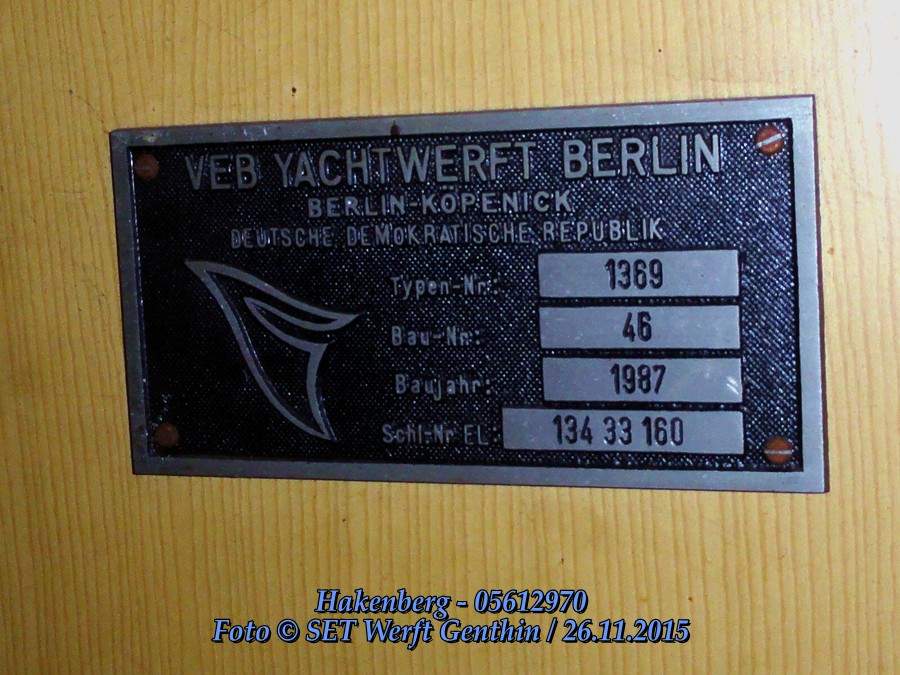 VEB YACHTWERFT BERLIN
BERLIN-KÖPENICK
DEUTSCHE DEMOKRATISCHE REPUBLIK
Typen-Nr: 1369
Bau-Nr: 46
Baujahr: 1987
Schl-Nr EL: 134 33 160
Hakenberg - 05612970
Foto © SET Werft Genthin / 26.11.2015